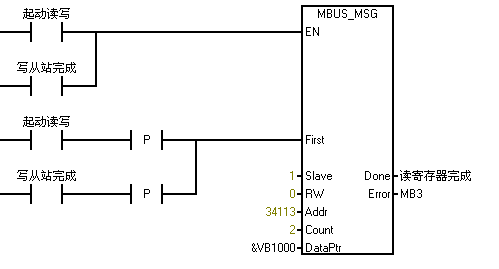 起动读写
MBUS_MSG
EN
写从站完成
起动读写
P
First
写从站完成
P
1 Slave Done 读寄存器完成
0 RW Error MB3
34113 Addr
2 Count
&VB1000 DataPtr